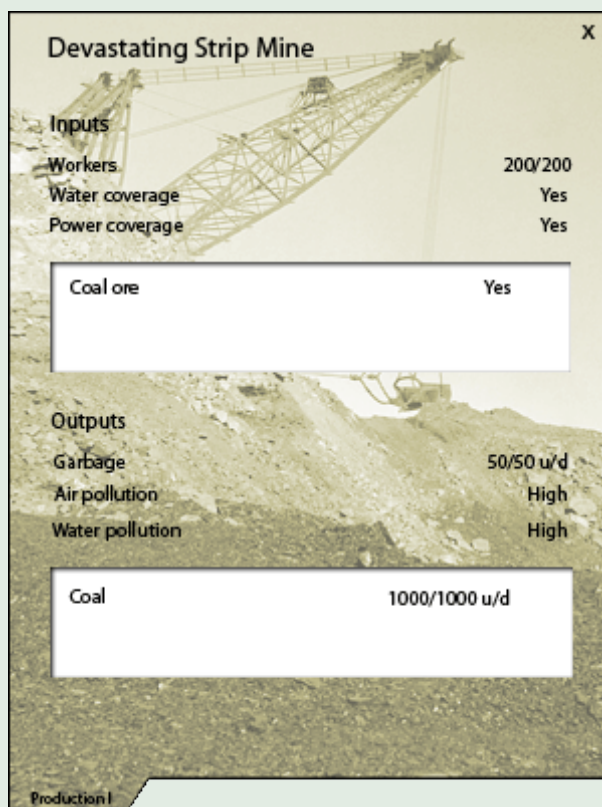 X
Devastating Strip Mine
Inputs
Workers 200/200
Water coverage Yes
Power coverage Yes
Coal ore Yes
Outputs
Garbage 50/50 u/d
Air pollution High
Water pollution High
Coal 1000/1000 u/d
Production I